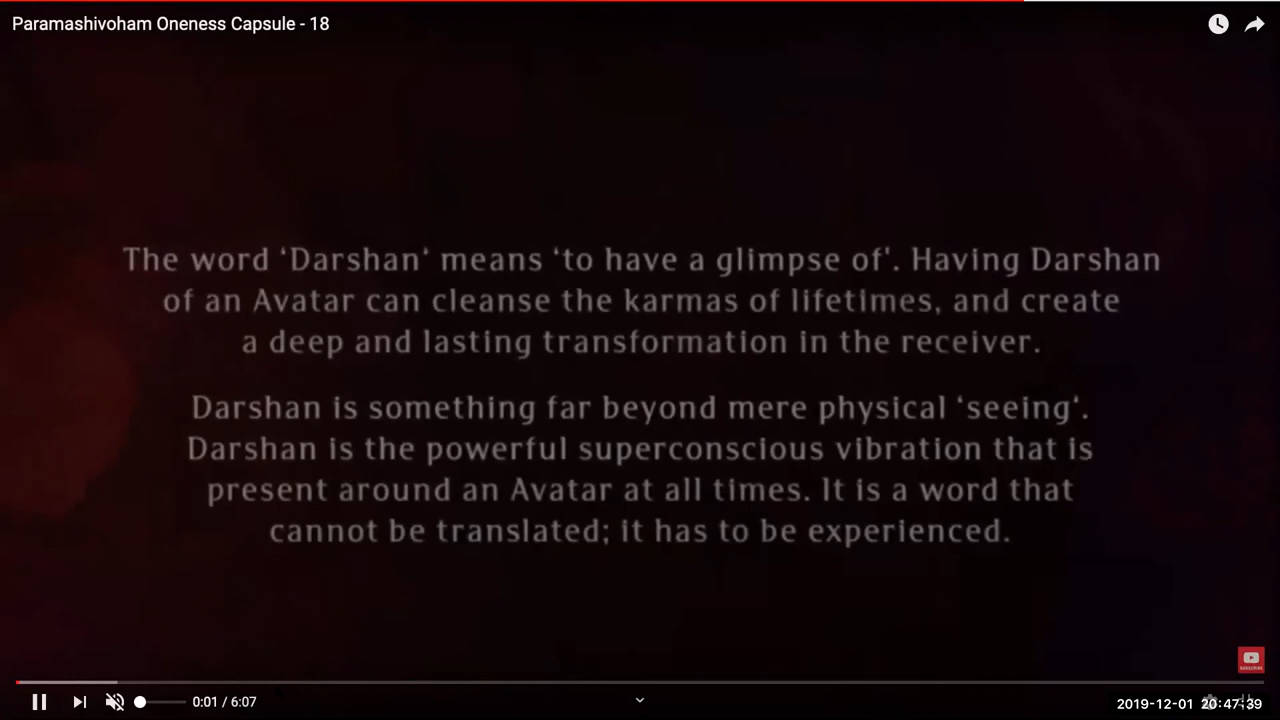 Paramashivoham Oneness Capsule - 18
The word ‘Darshan‘ means ‘to have a glimpse of'. Having Darshan
of an Avatar can cleanse the karmas of lifetimes, and create
a deep and lasting transformation in the receiver.
Darshan is something far beyond mere physical ‘seeing‘.
Darshan is the powerful superconscious vibration that is
present around an Avatar at all times. It is a word that
cannot be translated; it has to be experienced.
SUBSCRIBE
0:01 / 6:07
2019-12-01 20:47:39